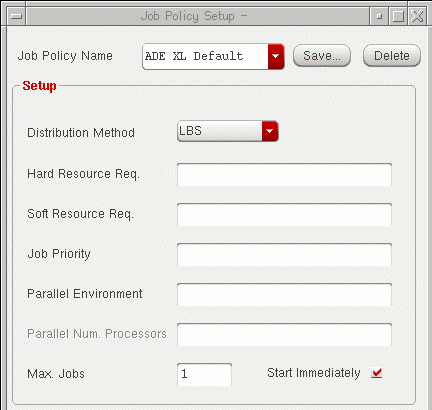 Job Policy Setup -
Job Policy Name ADE XL Default Save... Delete
Setup
Distribution Method LBS
Hard Resource Req.
Soft Resource Req.
Job Priority
Parallel Environment
Parallel Num. Processors
Max. Jobs 1 Start Immediately